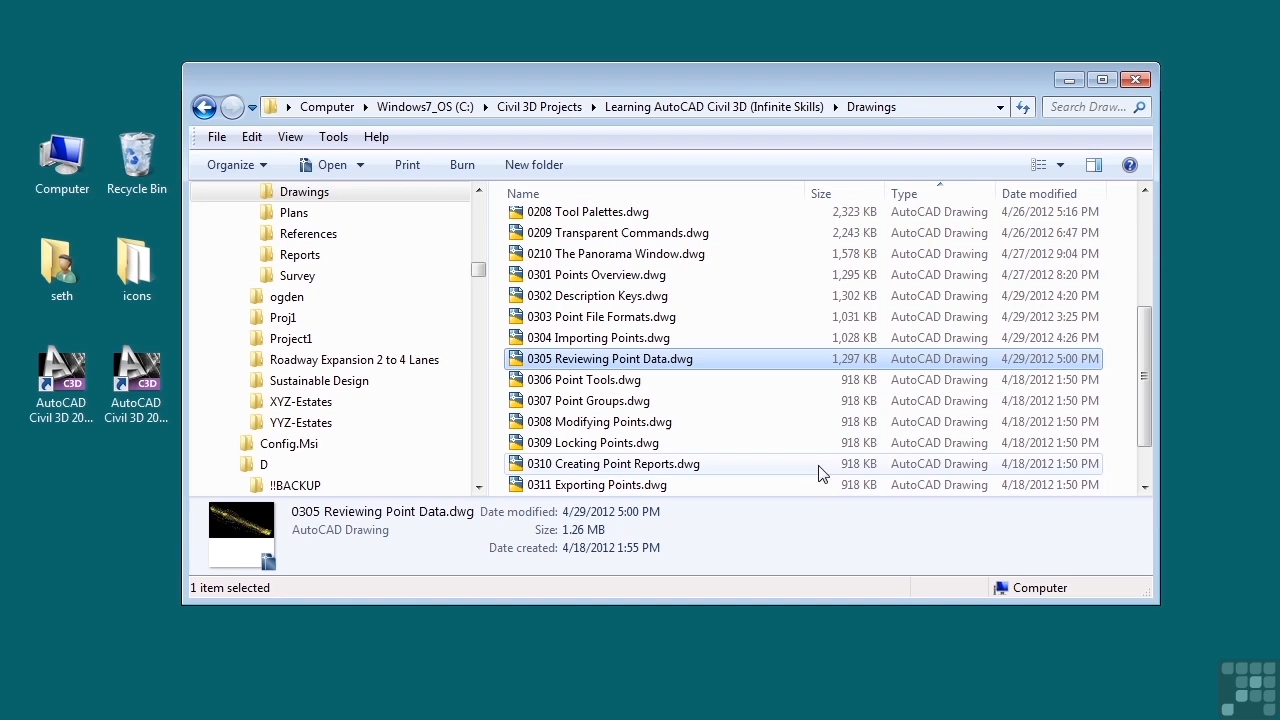 Computer
Recycle Bin
seth
icons
AutoCAD
Civil 3D 20...
AutoCAD
Civil 3D 20...
C3D
C3D
Computer Windows7_OS (C:) Civil 3D Projects Learning AutoCAD Civil 3D (Infinite Skills) Drawings
Search Draw...
File Edit View Tools Help
Organize Open Print Burn New folder
Drawings
Plans
References
Reports
Survey
ogden
Proj1
Project1
Roadway Expansion 2 to 4 Lanes
Sustainable Design
XYZ-Estates
YYZ-Estates
Config.Msi
D
!!BACKUP
Name Size Type Date modified
0208 Tool Palettes.dwg 2,323 KB AutoCAD Drawing 4/26/2012 5:16 PM
0209 Transparent Commands.dwg 2,243 KB AutoCAD Drawing 4/26/2012 6:47 PM
0210 The Panorama Window.dwg 1,578 KB AutoCAD Drawing 4/27/2012 9:04 PM
0301 Points Overview.dwg 1,295 KB AutoCAD Drawing 4/27/2012 8:20 PM
0302 Description Keys.dwg 1,302 KB AutoCAD Drawing 4/29/2012 4:20 PM
0303 Point File Formats.dwg 1,031 KB AutoCAD Drawing 4/29/2012 3:25 PM
0304 Importing Points.dwg 1,028 KB AutoCAD Drawing 4/29/2012 4:26 PM
0305 Reviewing Point Data.dwg 1,297 KB AutoCAD Drawing 4/29/2012 5:00 PM
0306 Point Tools.dwg 918 KB AutoCAD Drawing 4/18/2012 1:50 PM
0307 Point Groups.dwg 918 KB AutoCAD Drawing 4/18/2012 1:50 PM
0308 Modifying Points.dwg 918 KB AutoCAD Drawing 4/18/2012 1:50 PM
0309 Locking Points.dwg 918 KB AutoCAD Drawing 4/18/2012 1:50 PM
0310 Creating Point Reports.dwg 918 KB AutoCAD Drawing 4/18/2012 1:50 PM
0311 Exporting Points.dwg 918 KB AutoCAD Drawing 4/18/2012 1:50 PM
0305 Reviewing Point Data.dwg Date modified: 4/29/2012 5:00 PM
AutoCAD Drawing Size: 1.26 MB
Date created: 4/18/2012 1:55 PM
1 item selected Computer